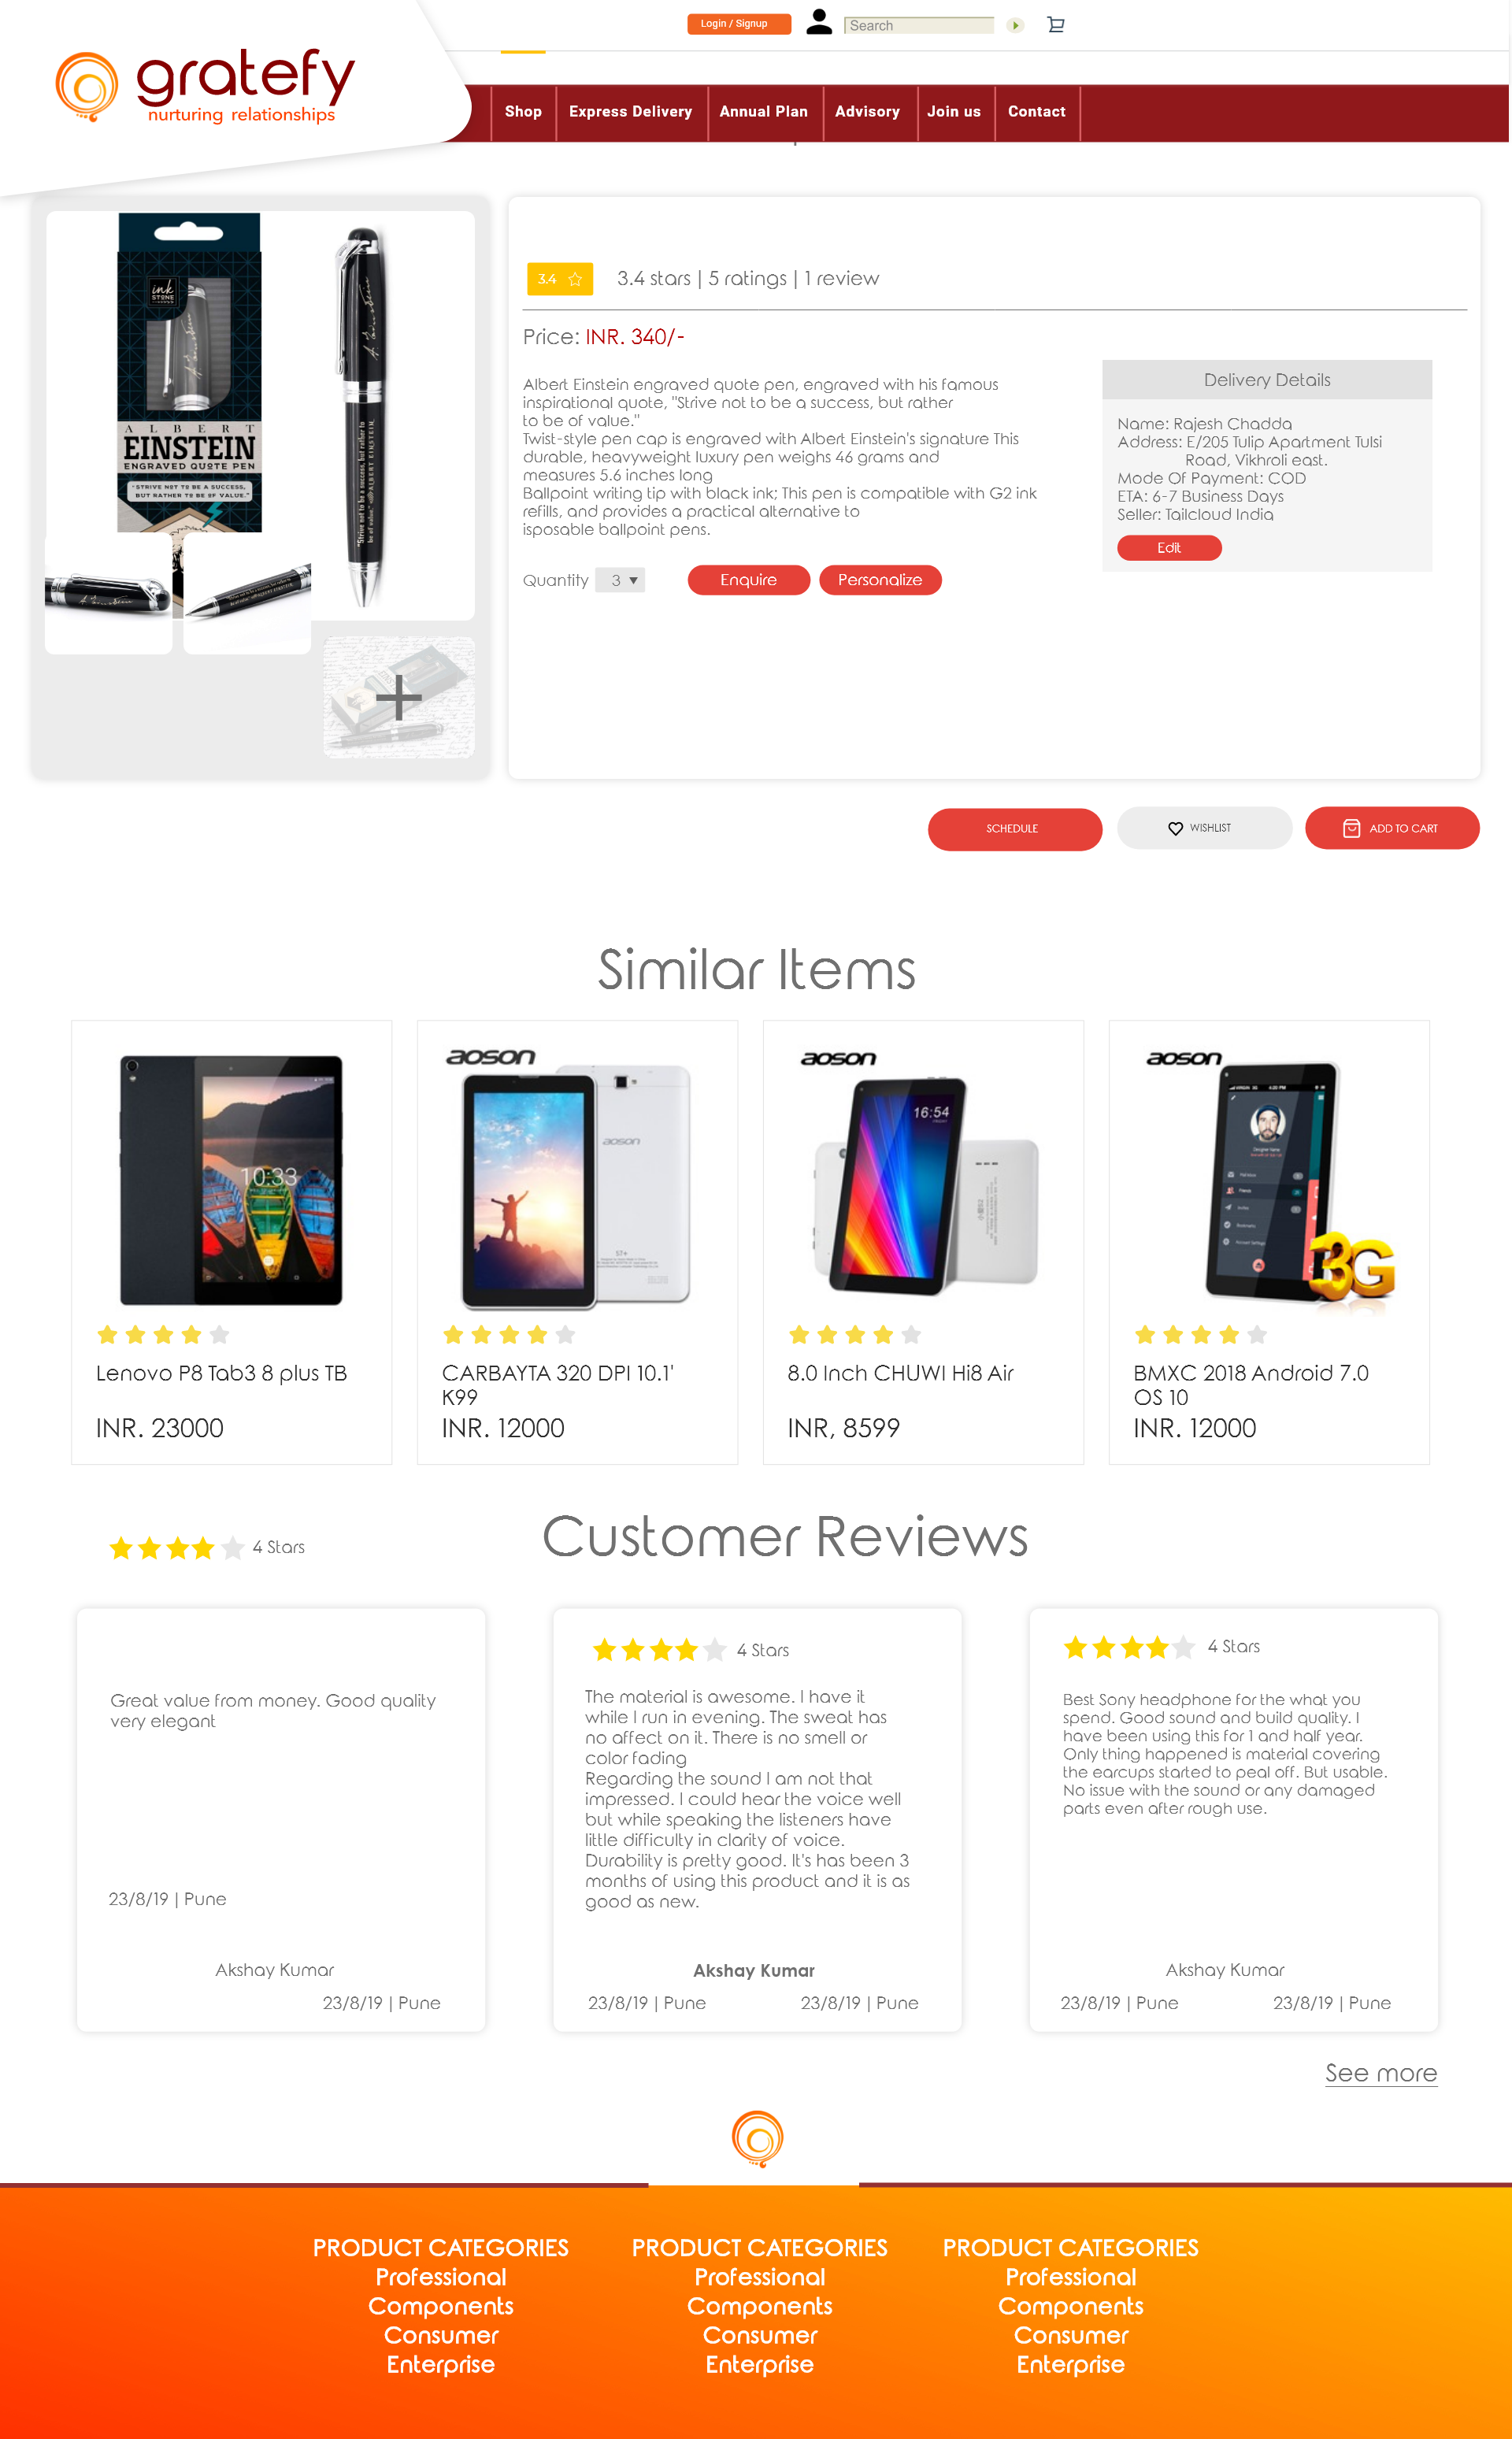 Login / Signup
Search
gratefy
nurturing relationships
Shop
Express Delivery
Annual Plan
Advisory
Join us
Contact
ink
STONE
A. Einstein
ALBERT
EINSTEIN
ENGRAVED QUOTE PEN
"STRIVE NOT TO BE A SUCCESS,
BUT RATHER TO BE OF VALUE."
"Strive not to be a success, but rather to
be of value." ALBERT EINSTEIN
3.4
3.4 stars | 5 ratings | 1 review
Price: INR. 340/-
Albert Einstein engraved quote pen, engraved with his famous
inspirational quote, "Strive not to be a success, but rather
to be of value."
Twist-style pen cap is engraved with Albert Einstein's signature This
durable, heavyweight luxury pen weighs 46 grams and
measures 5.6 inches long
Ballpoint writing tip with black ink; This pen is compatible with G2 ink
refills, and provides a practical alternative to
isposable ballpoint pens.
Quantity
3
Enquire
Personalize
Delivery Details
Name: Rajesh Chadda
Address: E/205 Tulip Apartment Tulsi
Road, Vikhroli east.
Mode Of Payment: COD
ETA: 6-7 Business Days
Seller: Tailcloud India
Edit
SCHEDULE
WISHLIST
ADD TO CART
Similar Items
10:33
Lenovo P8 Tab3 8 plus TB
INR. 23000
aoson
aoson
CARBAYTA 320 DPI 10.1'
K99
INR. 12000
aoson
16:54
8.0 Inch CHUWI Hi8 Air
INR, 8599
aoson
3G
BMXC 2018 Android 7.0
OS 10
INR. 12000
4 Stars
Customer Reviews
Great value from money. Good quality
very elegant
23/8/19 | Pune
Akshay Kumar
23/8/19 | Pune
4 Stars
The material is awesome. I have it
while I run in evening. The sweat has
no affect on it. There is no smell or
color fading
Regarding the sound I am not that
impressed. I could hear the voice well
but while speaking the listeners have
little difficulty in clarity of voice.
Durability is pretty good. It's has been 3
months of using this product and it is as
good as new.
Akshay Kumar
23/8/19 | Pune
23/8/19 | Pune
4 Stars
Best Sony headphone for the what you
spend. Good sound and build quality. I
have been using this for 1 and half year.
Only thing happened is material covering
the earcups started to peal off. But usable.
No issue with the sound or any damaged
parts even after rough use.
Akshay Kumar
23/8/19 | Pune
23/8/19 | Pune
See more
PRODUCT CATEGORIES
Professional
Components
Consumer
Enterprise
PRODUCT CATEGORIES
Professional
Components
Consumer
Enterprise
PRODUCT CATEGORIES
Professional
Components
Consumer
Enterprise